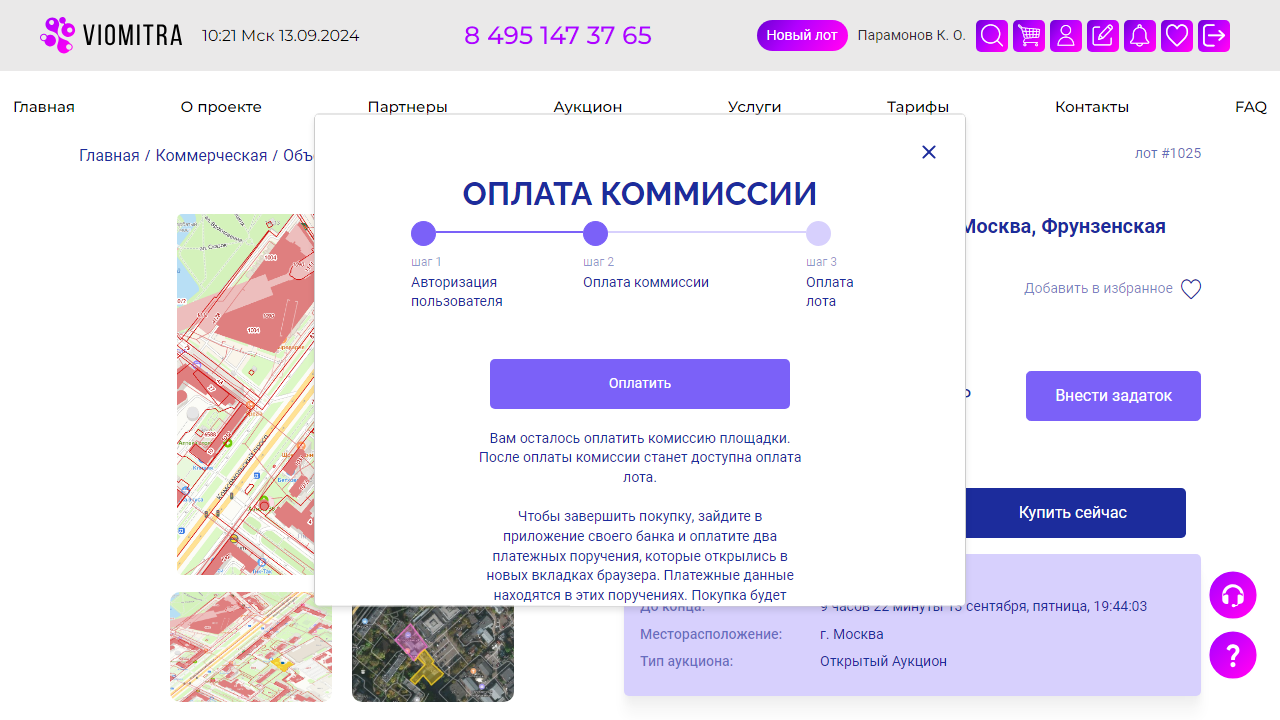 VIOMITRA
10:21 Мск 13.09.2024
8 495 147 37 65
Новый лот
Парамонов К. О.
Главная
О проекте
Партнеры
Аукцион
Услуги
Тарифы
Контакты
FAQ
Главная / Коммерческая / Объ
лот #1025
ОПЛАТА КОММИССИИ
шаг 1
Авторизация
пользователя
шаг 2
Оплата коммиссии
шаг 3
Оплата
лота
Оплатить
Вам осталось оплатить комиссию площадки.
После оплаты комиссии станет доступна оплата
лота.
Чтобы завершить покупку, зайдите в
приложение своего банка и оплатите два
платежных поручения, которые открылись в
новых вкладках браузера. Платежные данные
находятся в этих поручениях. Покупка будет
Москва, Фрунзенская
Добавить в избранное
Внести задаток
Купить сейчас
До конца:
9 часов 22 минуты 13 сентября, пятница, 19:44:03
Месторасположение:
г. Москва
Тип аукциона:
Открытый Аукцион
Комсомольский просп
1004
?